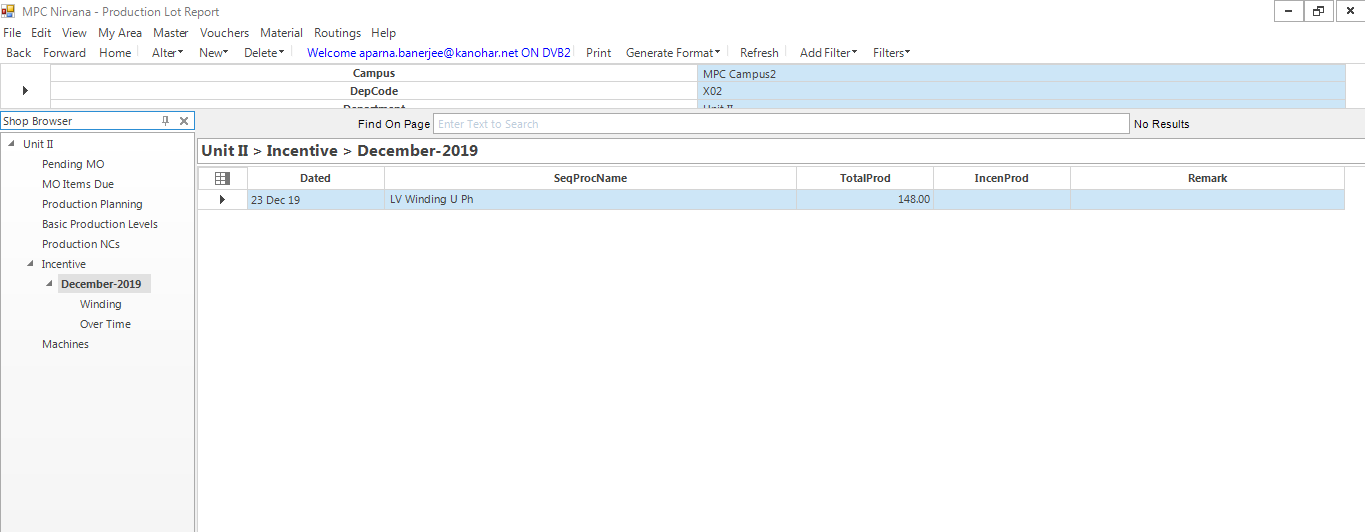 MPC Nirvana - Production Lot Report
File Edit View My Area Master Vouchers Material Routings Help
Back Forward Home Alter New Delete Welcome aparna.banerjee@kanohar.net ON DVB2 Print Generate Format Refresh Add Filter Filters
Campus MPC Campus2
DepCode X02
Department Unit II
Shop Browser
Find On Page Enter Text to Search No Results
Unit II
Pending MO
MO Items Due
Production Planning
Basic Production Levels
Production NCs
Incentive
December-2019
Winding
Over Time
Machines
Unit II > Incentive > December-2019
Dated SeqProcName TotalProd IncenProd Remark
23 Dec 19 LV Winding U Ph 148.00